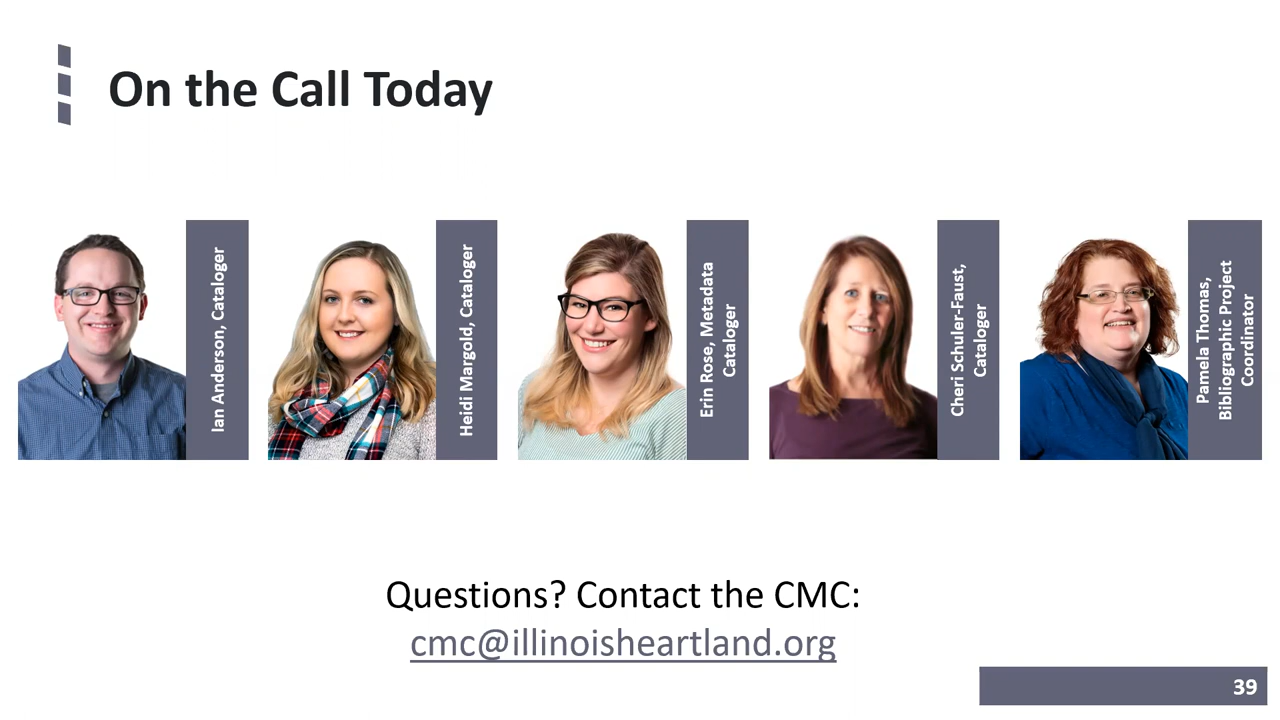 On the Call Today
Ian Anderson, Cataloger
Heidi Margold, Cataloger
Erin Rose, Metadata
Cataloger
Cheri Schuler-Faust,
Cataloger
Pamela Thomas,
Bibliographic Project
Coordinator
Questions? Contact the CMC:
cmc@illinoisheartland.org
39